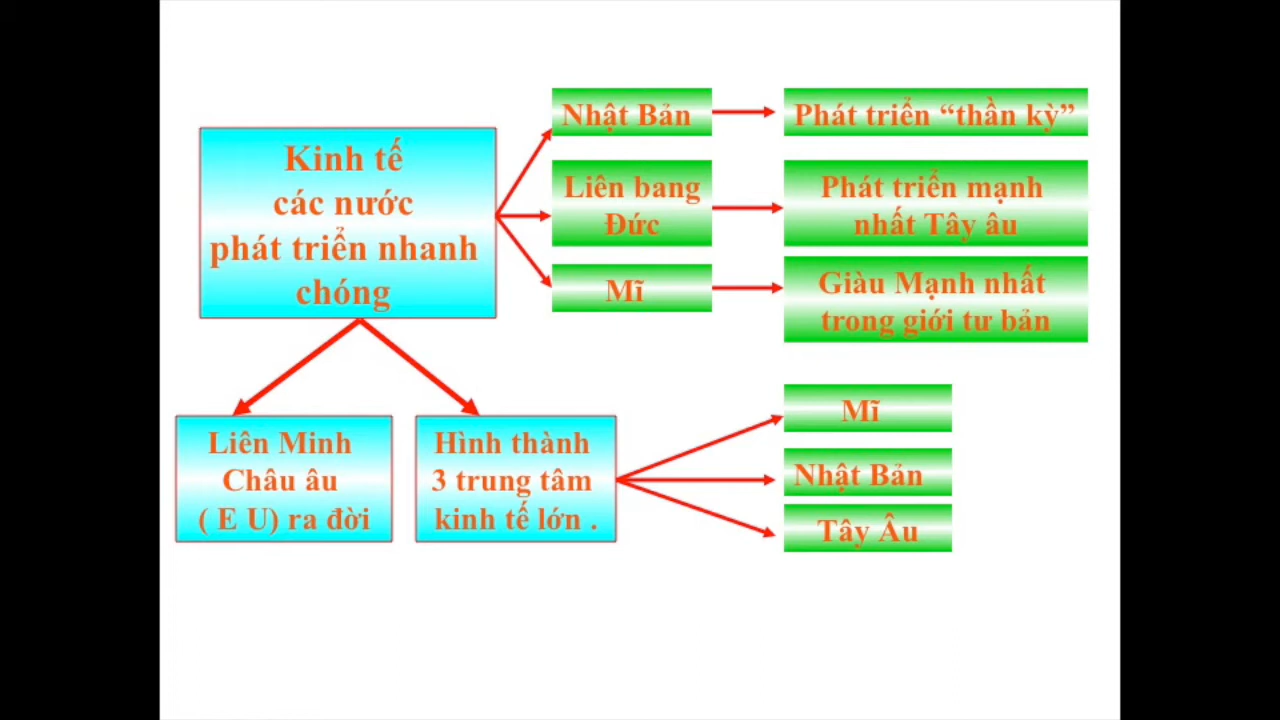 Kinh tế
các nước
phát triển nhanh
chóng
Nhật Bản
Phát triển “thần kỳ”
Liên bang
Đức
Phát triển mạnh
nhất Tây âu
Mĩ
Giàu Mạnh nhất
trong giới tư bản
Liên Minh
Châu âu
( E U) ra đời
Hình thành
3 trung tâm
kinh tế lớn .
Mĩ
Nhật Bản
Tây Âu